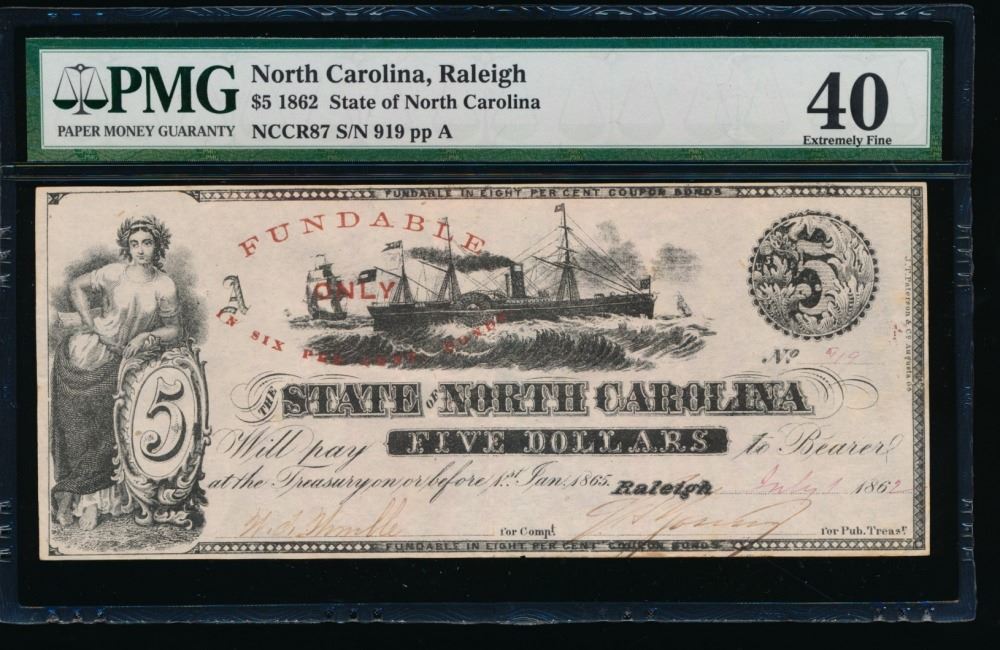 PMG
PAPER MONEY GUARANTY
North Carolina, Raleigh
$5 1862 State of North Carolina
NCCR87 S/N 919 pp A
40
Extremely Fine
FUNDABLE IN EIGHT PER CENT COUPON BONDS
FUNDABLE
ONLY
IN SIX PER CENT BONDS
A
5
No 919
THE STATE OF NORTH CAROLINA
5
Will pay FIVE DOLLARS to Bearer
at the Treasury on or before 1st Jan. 1865. Raleigh July 1 1862
for Compt.
for Pub. Treasr.
FUNDABLE IN EIGHT PER CENT COUPON BONDS